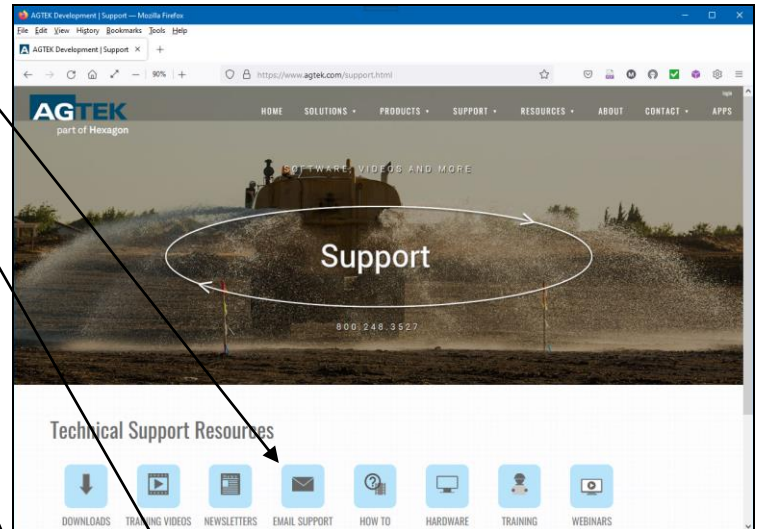 AGTEK Development | Support — Mozilla Firefox
File Edit View History Bookmarks Tools Help
AGTEK Development | Support
90%
https://www.agtek.com/support.html
login
AGTEK
part of Hexagon
HOME SOLUTIONS PRODUCTS SUPPORT RESOURCES ABOUT CONTACT APPS
SOFTWARE, VIDEOS AND MORE
Support
800.248.3527
Technical Support Resources
DOWNLOADS TRAINING VIDEOS NEWSLETTERS EMAIL SUPPORT HOW TO HARDWARE TRAINING WEBINARS